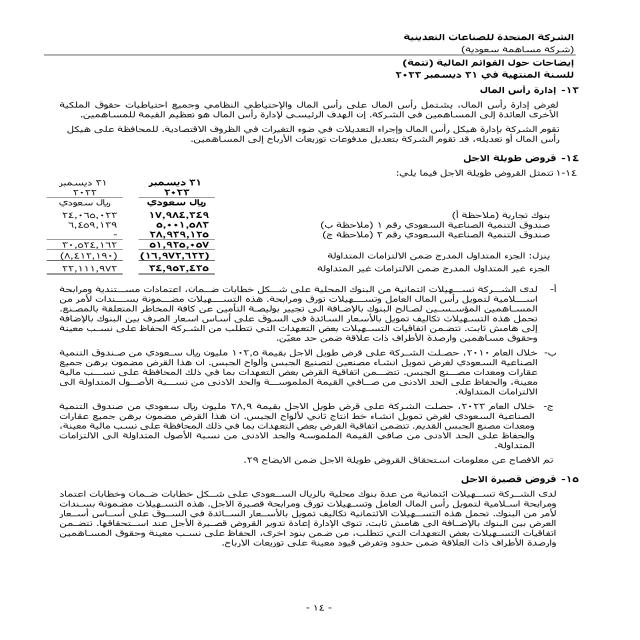 الشركة المتحدة للصناعات التعدينية
(شركة مساهمة سعودية)
إيضاحات حول القوائم المالية (تتمة)
للسنة المنتهية في ٣١ ديسمبر ٢٠٢٣
١٣- إدارة رأس المال
لغرض إدارة رأس المال، يشتمل رأس المال على رأس المال والإحتياطي النظامي وجميع احتياطيات حقوق الملكية
الأخرى العائدة إلى المساهمين في الشركة. إن الهدف الرئيسي لإدارة رأس المال هو تعظيم القيمة للمساهمين.
تقوم الشركة بإدارة هيكل رأس المال وإجراء التعديلات في ضوء التغيرات في الظروف الاقتصادية. للمحافظة على هيكل
رأس المال أو تعديله، قد تقوم الشركة بتعديل مدفوعات توزيعات الأرباح إلى المساهمين.
١٤- قروض طويلة الاجل
١٤-١ تتمثل القروض طويلة الاجل فيما يلي:
٣١ ديسمبر ٣١ ديسمبر
٢٠٢٣ ٢٠٢٢
ريال سعودي ريال سعودي
بنوك تجارية (ملاحظة أ) ١٧,٩٨٤,٣٤٩ ٢٤,٠٦٥,٠٢٣
صندوق التنمية الصناعية السعودي رقم ١ (ملاحظة ب) ٥,٠٠١,٥٨٣ ٦,٤٥٩,١٣٩
صندوق التنمية الصناعية السعودي رقم ٢ (ملاحظة ج) ٢٨,٩٣٩,١٢٥ -
٥١,٩٢٥,٠٥٧ ٣٠,٥٢٤,١٦٢
ينزل: الجزء المتداول المدرج ضمن الالتزامات المتداولة (١٦,٩٧٢,٦٢٢) (٨,٤١٢,١٩٠)
الجزء غير المتداول المدرج ضمن الالتزامات غير المتداولة ٣٤,٩٥٢,٤٣٥ ٢٢,١١١,٩٧٢
أ- لدى الشركة تسهيلات ائتمانية من البنوك المحلية على شكل خطابات ضمان، اعتمادات مستندية ومرابحة
اسلامية لتمويل رأس المال العامل وتسهيلات تورق ومرابحة. هذه التسهيلات مضمونة بسندات لأمر من
المساهمين المؤسسين لصالح البنوك بالإضافة الى تجيير بوليصة التأمين عن كافة المخاطر المتعلقة بالمصنع.
تحمل هذه التسهيلات تكاليف تمويل بالأسعار السائدة في السوق على أساس اسعار الصرف بين البنوك بالإضافة
إلى هامش ثابت. تتضمن اتفاقيات التسهيلات بعض التعهدات التي تتطلب من الشركة الحفاظ على نسب معينة
وحقوق مساهمين وارصدة الأطراف ذات علاقة ضمن حد معيّن.
ب- خلال العام ٢٠١٠، حصلت الشركة على قرض طويل الاجل بقيمة ١٠٢,٥ مليون ريال سعودي من صندوق التنمية
الصناعية السعودي لغرض تمويل انشاء مصنعين لتصنيع الجبس وألواح الجبس. ان هذا القرض مضمون برهن جميع
عقارات ومعدات مصنع الجبس. تتضمن اتفاقية القرض بعض التعهدات بما في ذلك المحافظة على نسب مالية
معينة، والحفاظ على الحد الادنى من صافي القيمة الملموسة والحد الادنى من نسبة الأصول المتداولة الى
الالتزامات المتداولة.
ج- خلال العام ٢٠٢٣، حصلت الشركة على قرض طويل الاجل بقيمة ٢٨,٩ مليون ريال سعودي من صندوق التنمية
الصناعية السعودي لغرض تمويل انشاء خط انتاج ثاني لألواح الجبس. ان هذا القرض مضمون برهن جميع عقارات
ومعدات مصنع الجبس القديم. تتضمن اتفاقية القرض بعض التعهدات بما في ذلك المحافظة على نسب مالية معينة،
والحفاظ على الحد الادنى من صافي القيمة الملموسة والحد الادنى من نسبة الأصول المتداولة الى الالتزامات
المتداولة.
تم الافصاح عن معلومات استحقاق القروض طويلة الاجل ضمن الايضاح ٢٩.
١٥- قروض قصيرة الاجل
لدى الشركة تسهيلات ائتمانية من عدة بنوك محلية بالريال السعودي على شكل خطابات ضمان وخطابات اعتماد
ومرابحة اسلامية لتمويل رأس المال العامل وتسهيلات تورق ومرابحة قصيرة الاجل. هذه التسهيلات مضمونة بسندات
لأمر من البنوك. تحمل هذه التسهيلات الائتمانية تكاليف تمويل بالأسعار السائدة في السوق على أساس أسعار
العرض بين البنوك بالإضافة الى هامش ثابت. تنوي الإدارة إعادة تدوير القروض قصيرة الأجل عند استحقاقها. تتضمن
اتفاقيات التسهيلات بعض التعهدات التي تتطلب، من ضمن بنود اخرى، الحفاظ على نسب معينة وحقوق المساهمين
وارصدة الأطراف ذات العلاقة ضمن حدود وتفرض قيود معينة على توزيعات الارباح.
- ١٤ -